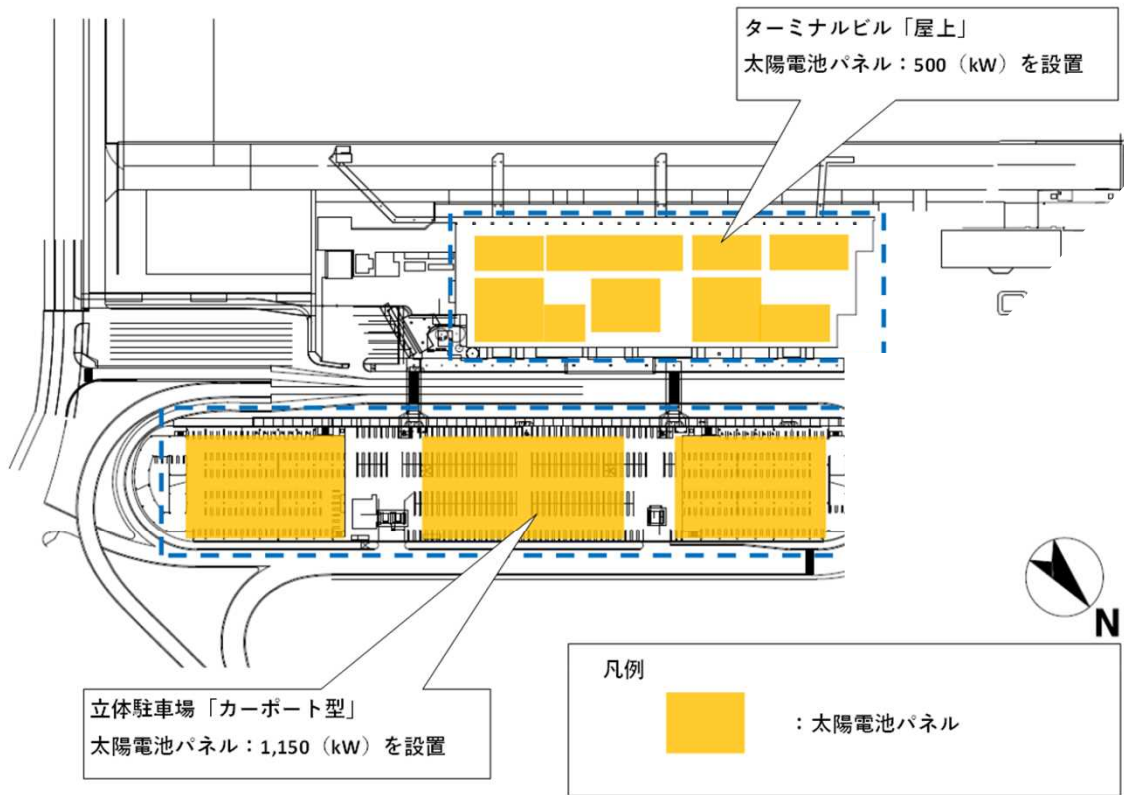 ターミナルビル「屋上」
太陽電池パネル：500（kW）を設置
N
立体駐車場「カーポート型」
太陽電池パネル：1,150（kW）を設置
凡例
：太陽電池パネル